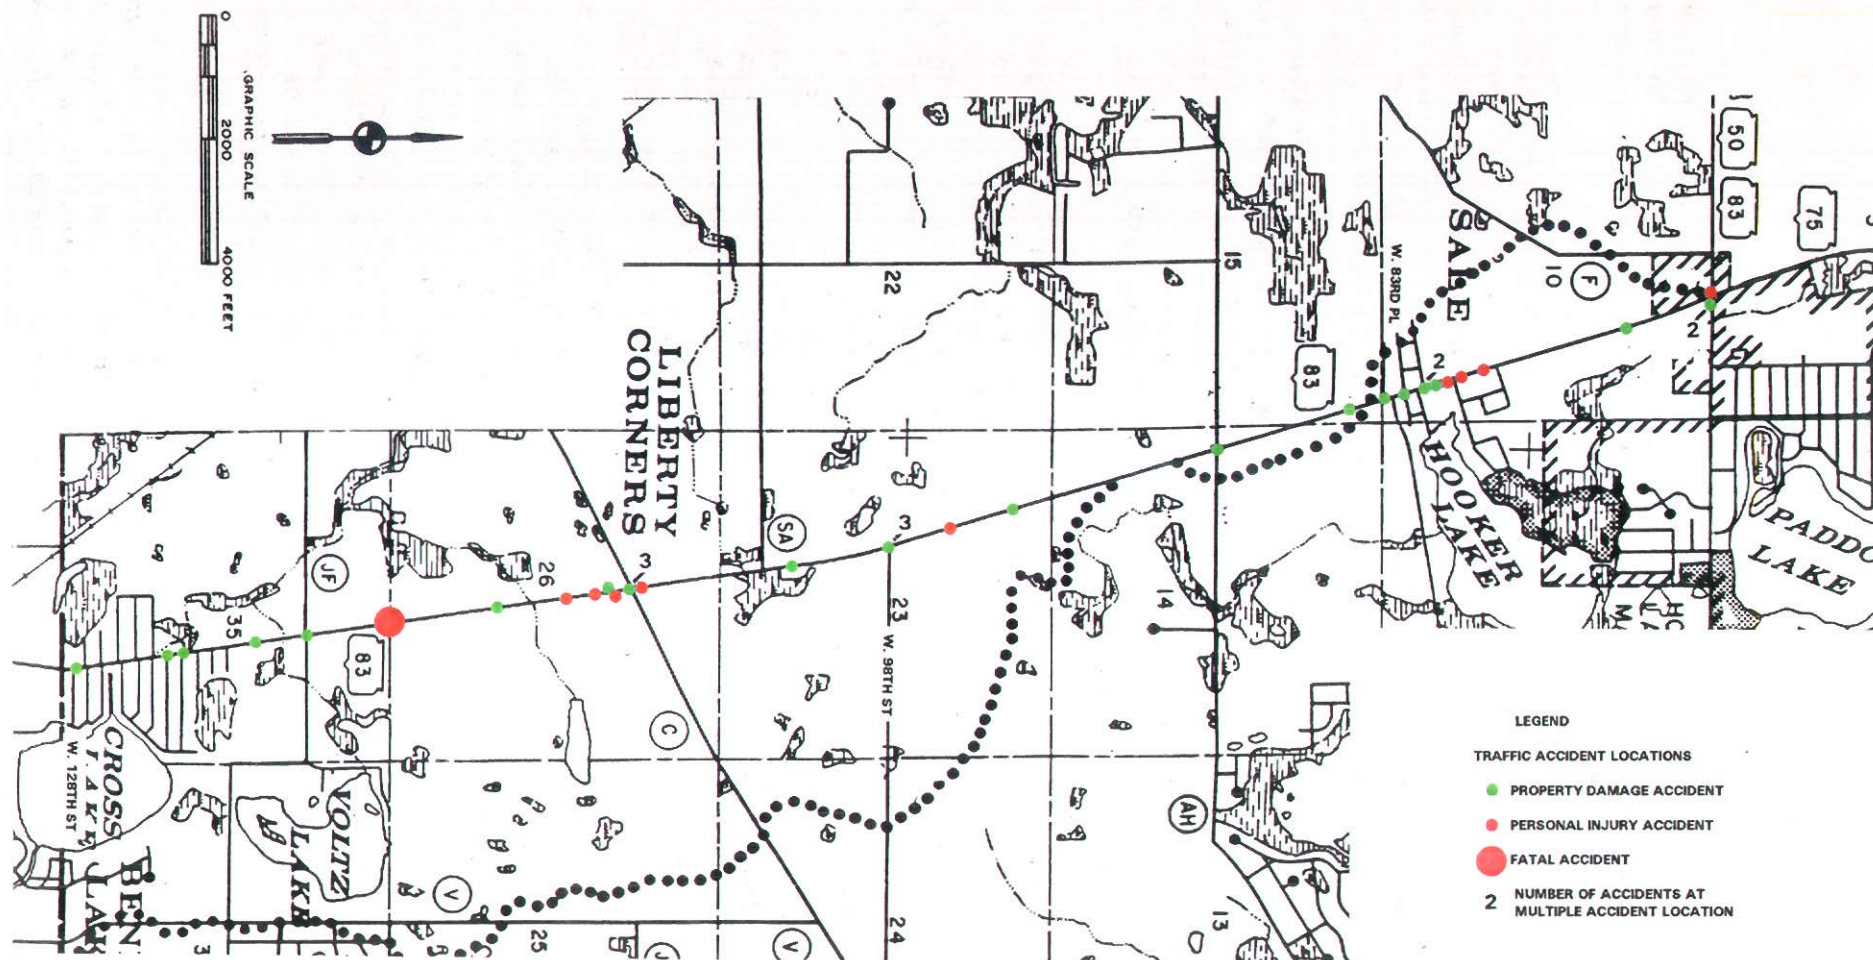 0
2000
4000 FEET
GRAPHIC SCALE
LIBERTY
CORNERS
SALE
W. 83RD PL
HOOKER
LAKE
LAKE
50
83
75
22
15
10
F
2
2
83
3
3
SA
26
23
W. 98TH ST
14
JF
35
83
C
CROSS
LAKE
W. 128TH ST
VOLTZ
LAKE
BEN
LAK
V
V
3
25
24
AH
13
LEGEND
TRAFFIC ACCIDENT LOCATIONS
PROPERTY DAMAGE ACCIDENT
PERSONAL INJURY ACCIDENT
FATAL ACCIDENT
2 NUMBER OF ACCIDENTS AT
MULTIPLE ACCIDENT LOCATION
PADDO